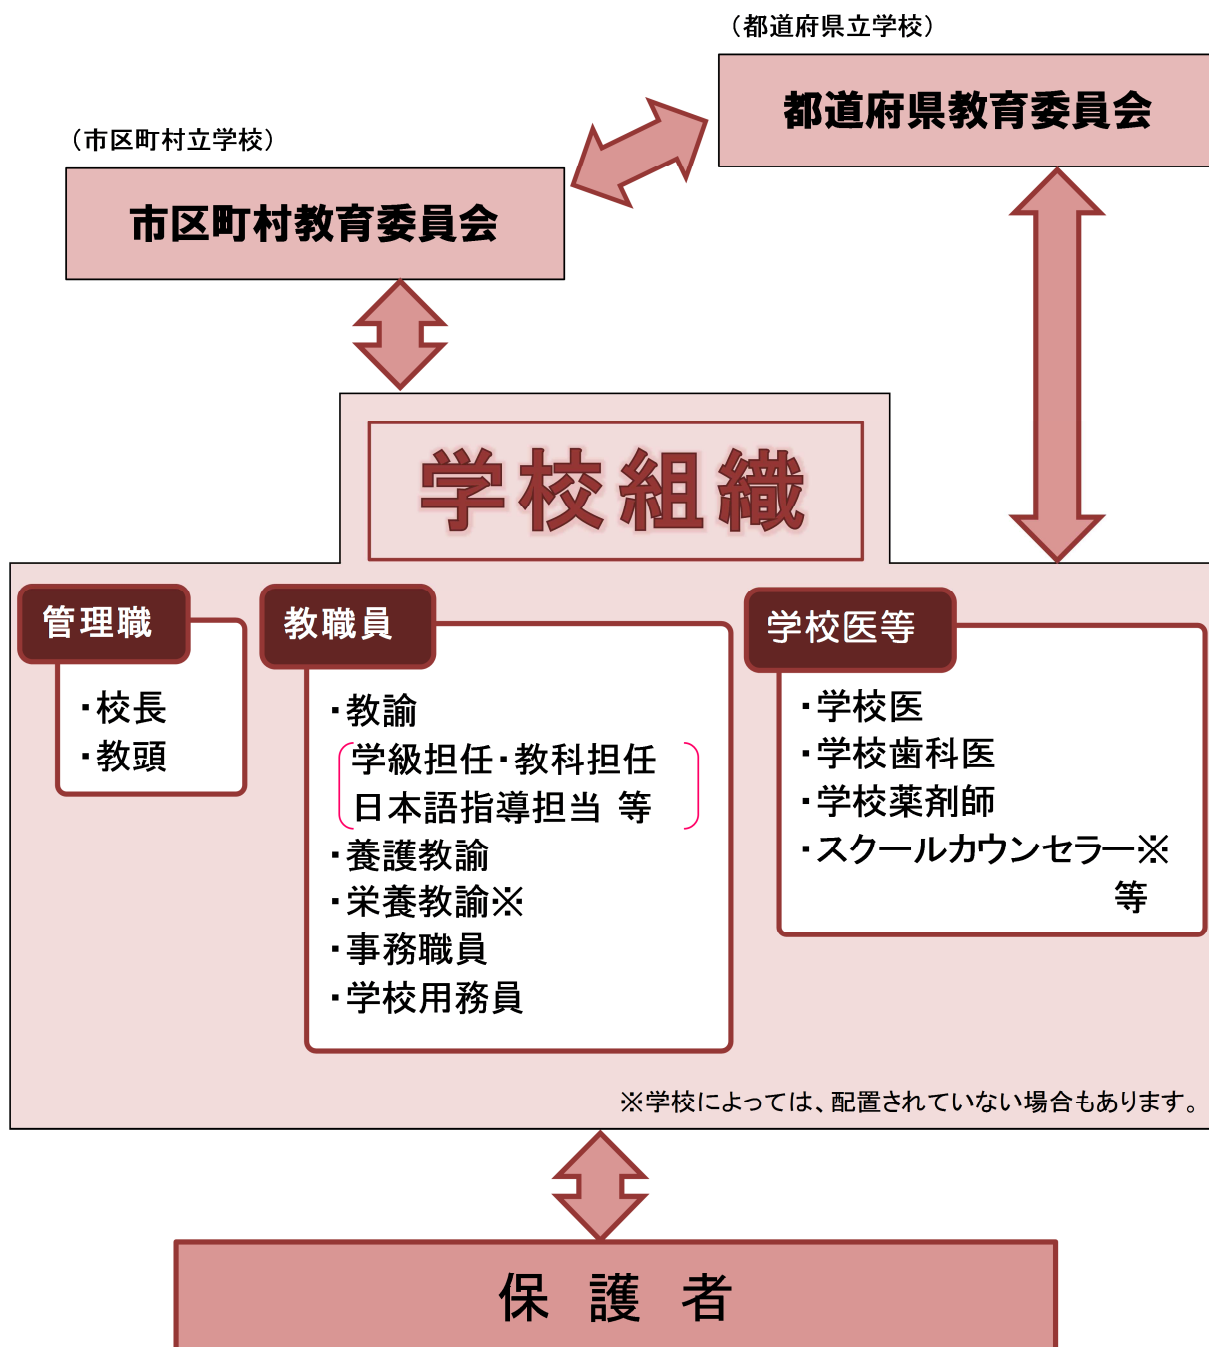 （都道府県立学校）
都道府県教育委員会
（市区町村立学校）
市区町村教育委員会
学校組織
管理職
・校長
・教頭
教職員
・教諭
学級担任・教科担任
日本語指導担当 等
・養護教諭
・栄養教諭※
・事務職員
・学校用務員
学校医等
・学校医
・学校歯科医
・学校薬剤師
・スクールカウンセラー※
等
※学校によっては、配置されていない場合もあります。
保 護 者